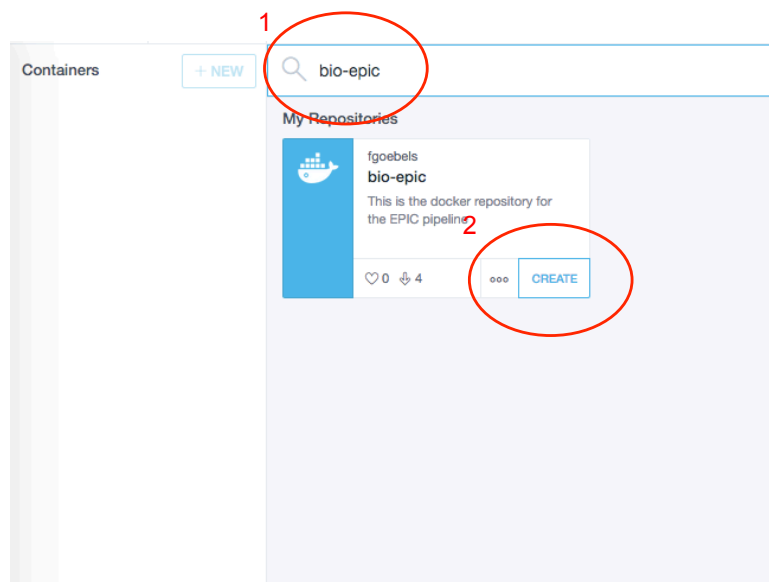 1
Containers
+ NEW
bio-epic
My Repositories
fgoebels
bio-epic
This is the docker repository for
the EPIC pipeline
2
0
4
CREATE